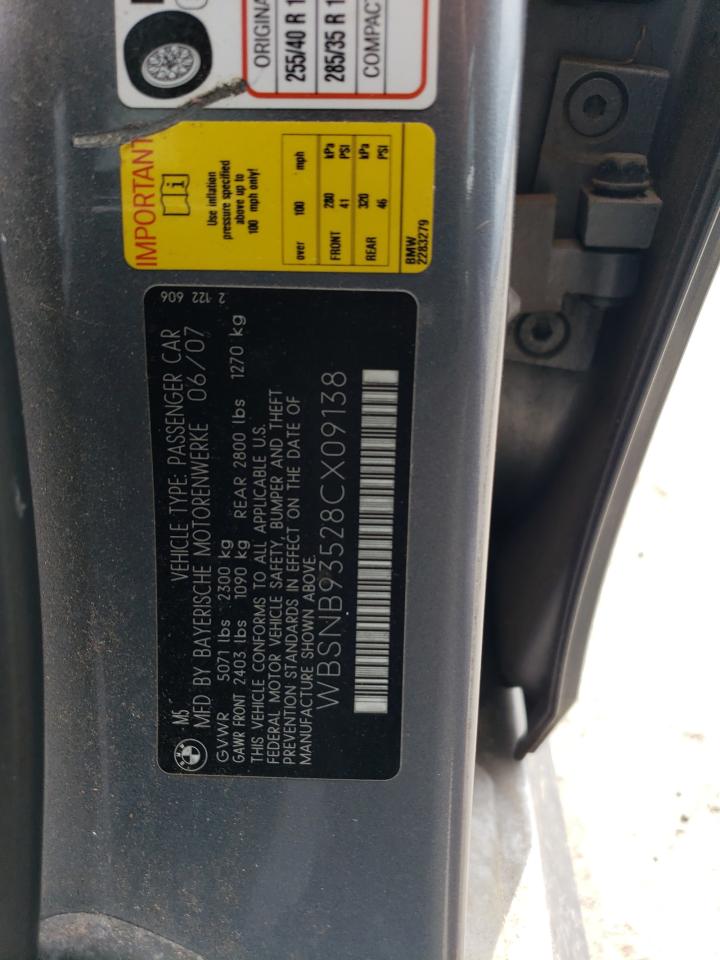 ORIGINA
255/40 R 1
285/35 R 1
COMPACT
IMPORTANT
Use inflation
pressure specified
above up to
100 mph only!
over 100 mph
FRONT 280 kPa
41 PSI
REAR 320 kPa
46 PSI
BMW
2283279
2 122 606
VEHICLE TYPE: PASSENGER CAR
M5
MFD BY BAYERISCHE MOTORENWERKE 06/07
GVWR 5071 lbs 2300 kg
GAWR FRONT 2403 lbs 1090 kg REAR 2800 lbs 1270 kg
THIS VEHICLE CONFORMS TO ALL APPLICABLE U.S.
FEDERAL MOTOR VEHICLE SAFETY, BUMPER AND THEFT
PREVENTION STANDARDS IN EFFECT ON THE DATE OF
MANUFACTURE SHOWN ABOVE.
WBSNB93528CX09138